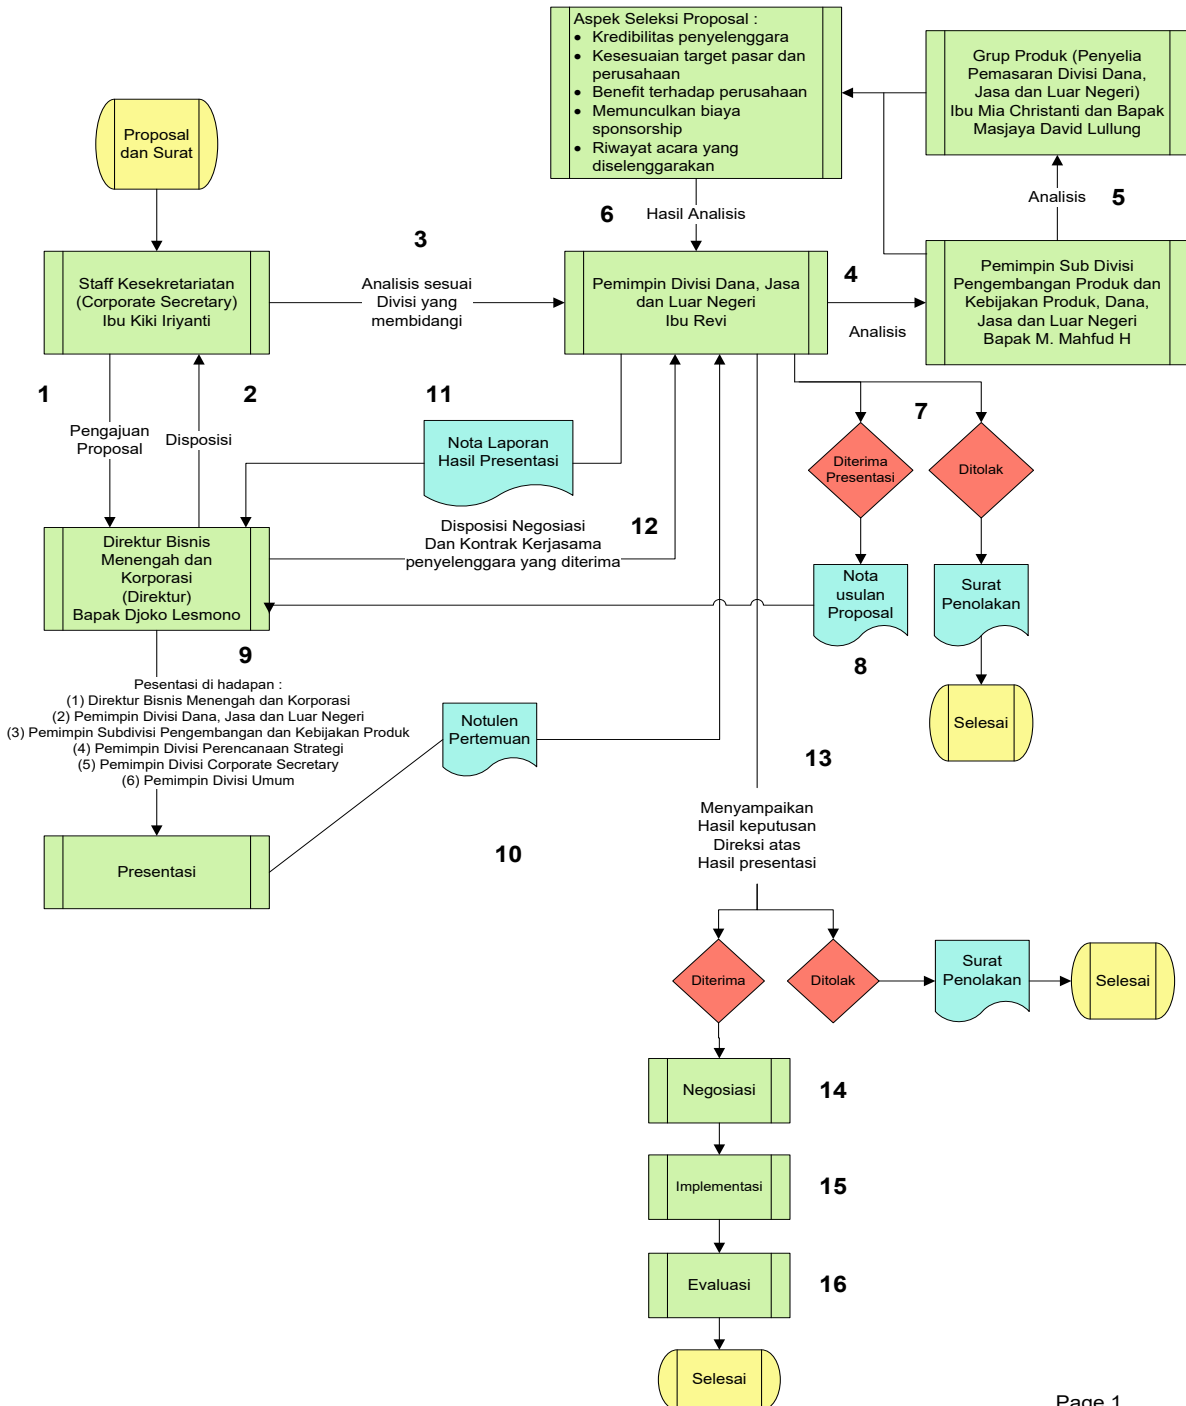 Aspek Seleksi Proposal :
• Kredibilitas penyelenggara
• Kesesuaian target pasar dan
perusahaan
• Benefit terhadap perusahaan
• Memunculkan biaya
sponsorship
• Riwayat acara yang
diselenggarakan
Grup Produk (Penyelia
Pemasaran Divisi Dana,
Jasa dan Luar Negeri)
Ibu Mia Christanti dan Bapak
Masjaya David Lullung
Proposal
dan Surat
Analisis
5
6
Hasil Analisis
3
Staff Kesekretariatan
(Corporate Secretary)
Ibu Kiki Iriyanti
Analisis sesuai
Divisi yang
membidangi
Pemimpin Divisi Dana, Jasa
dan Luar Negeri
Ibu Revi
4
Analisis
Pemimpin Sub Divisi
Pengembangan Produk dan
Kebijakan Produk, Dana,
Jasa dan Luar Negeri
Bapak M. Mahfud H
1
2
11
7
Pengajuan
Proposal
Disposisi
Nota Laporan
Hasil Presentasi
Diterima
Presentasi
Ditolak
Direktur Bisnis
Menengah dan
Korporasi
(Direktur)
Bapak Djoko Lesmono
Disposisi Negosiasi
Dan Kontrak Kerjasama
penyelenggara yang diterima
12
Nota
usulan
Proposal
Surat
Penolakan
9
8
Pesentasi di hadapan :
(1) Direktur Bisnis Menengah dan Korporasi
(2) Pemimpin Divisi Dana, Jasa dan Luar Negeri
(3) Pemimpin Subdivisi Pengembangan dan Kebijakan Produk
(4) Pemimpin Divisi Perencanaan Strategi
(5) Pemimpin Divisi Corporate Secretary
(6) Pemimpin Divisi Umum
Notulen
Pertemuan
Selesai
13
Menyampaikan
Hasil keputusan
Direksi atas
Hasil presentasi
Presentasi
10
Diterima
Ditolak
Surat
Penolakan
Selesai
Negosiasi
14
Implementasi
15
Evaluasi
16
Selesai
Page 1